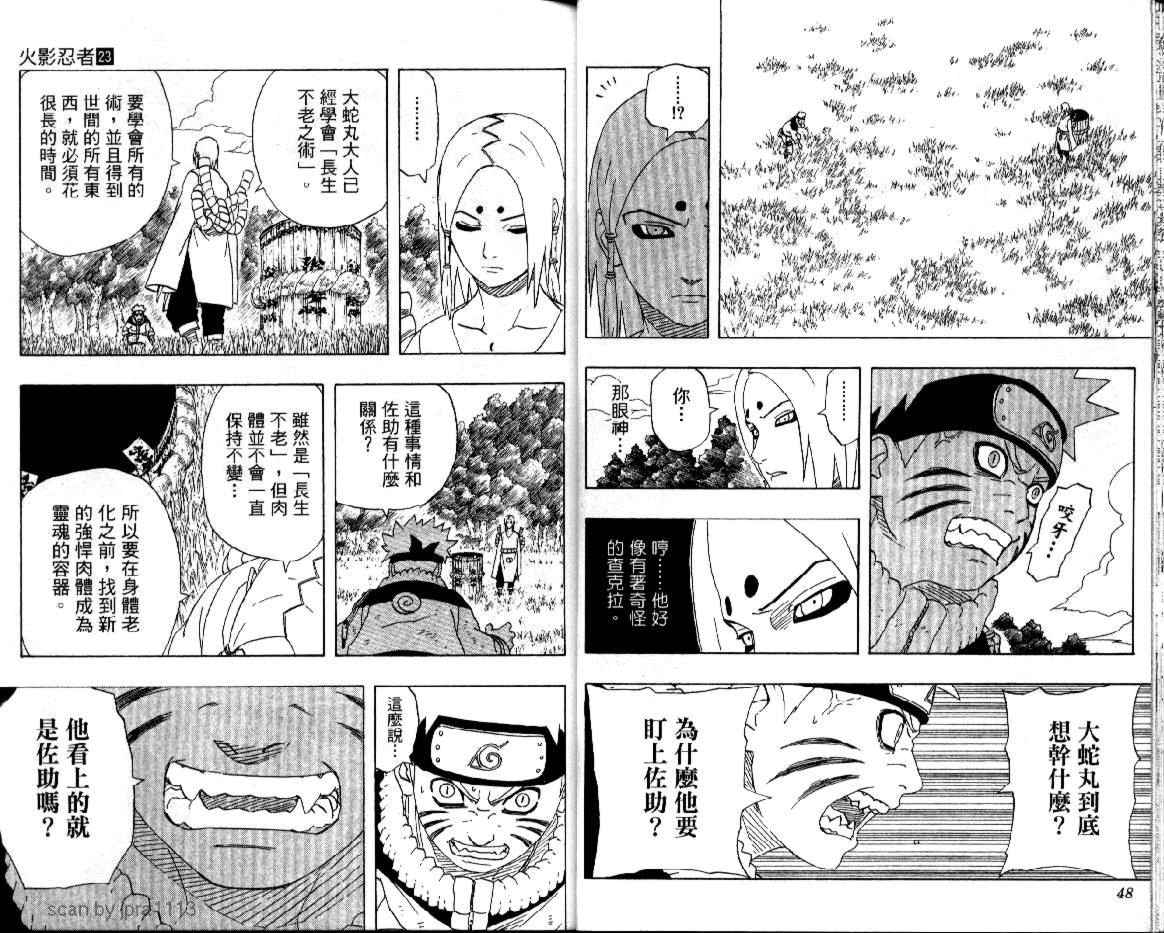 ……!?
咬牙…
………
你…
那眼神…
哼……他好
像有著奇怪
的查克拉。
大蛇丸到底
想幹什麼？
為什麼他要
盯上佐助？
48
火影忍者23
………
大蛇丸大人已
經學會「長生
不老之術」。
要學會所有的
術，並且得到
世間的所有東
西，就必須花
很長的時間。
這種事情和
佐助有什麼
關係？
雖然是「長生
不老」，但肉
體並不會一直
保持不變…
所以要在身體老
化之前，找到新
的強悍肉體成為
靈魂的容器。
這麼說…
他看上的就
是佐助嗎？
scan by ipra1113